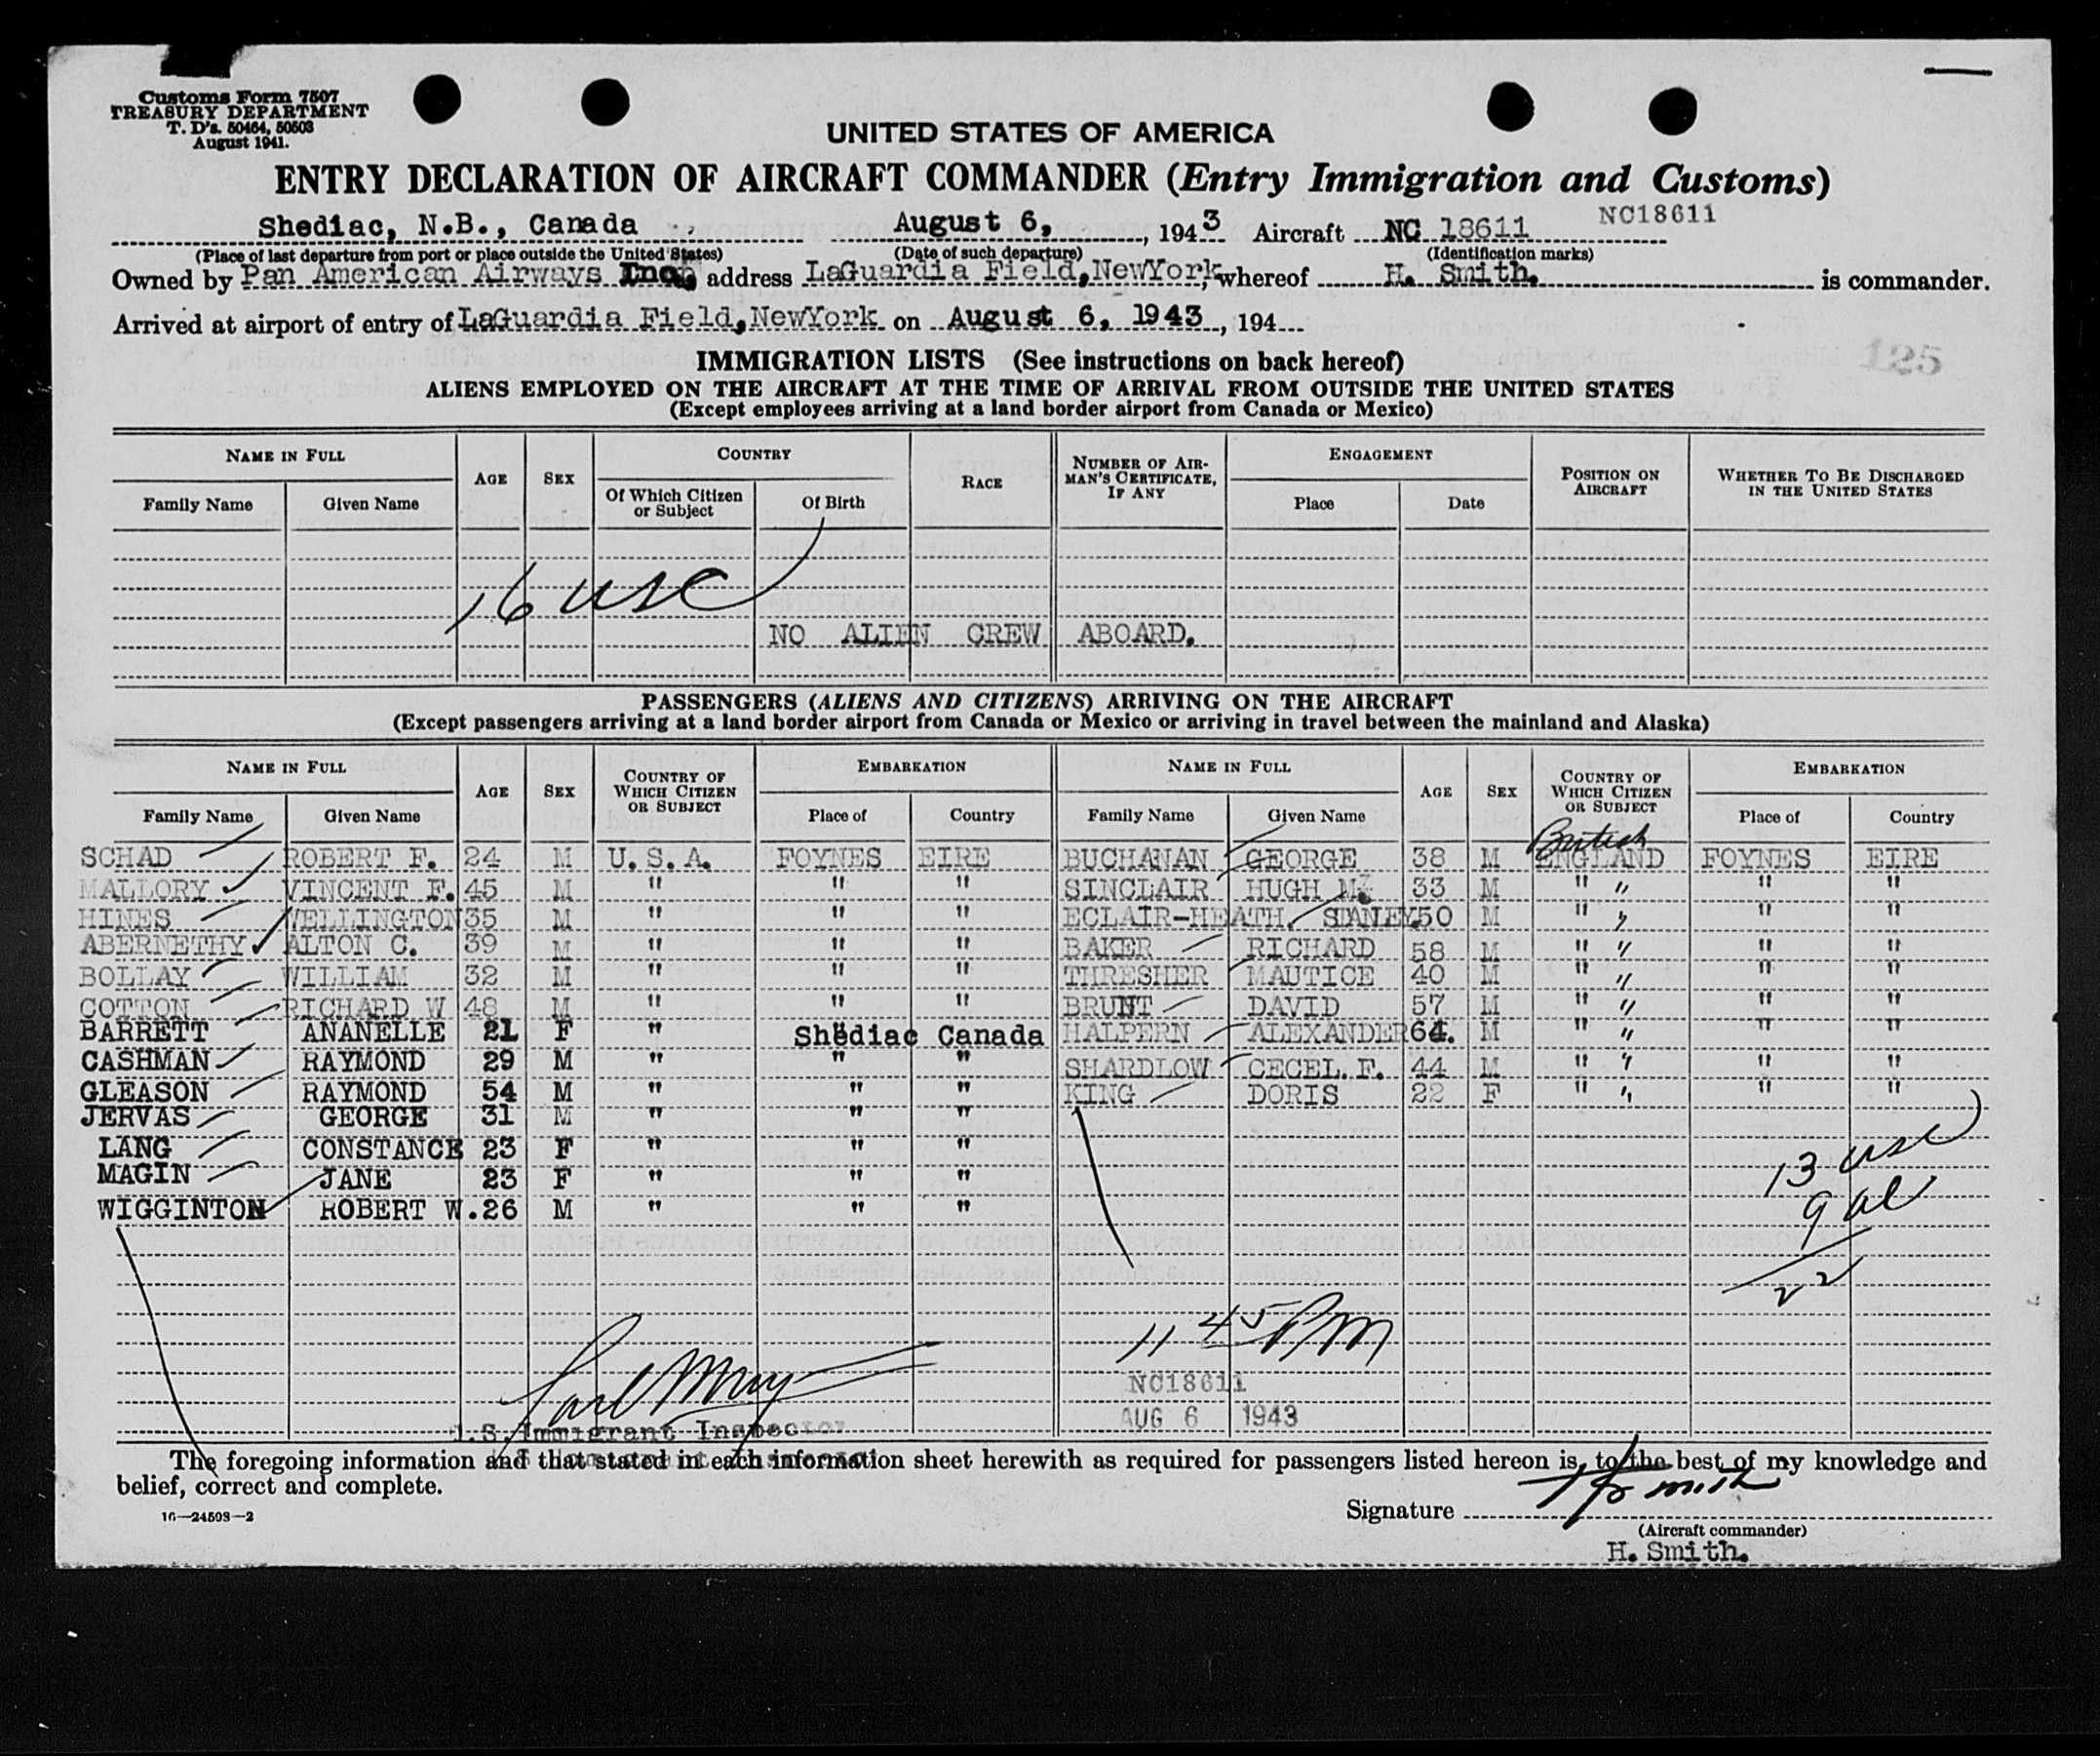 Customs Form 7507
TREASURY DEPARTMENT
T. D's. 50464, 50503
August 1941.
UNITED STATES OF AMERICA
ENTRY DECLARATION OF AIRCRAFT COMMANDER (Entry Immigration and Customs)
Shediac, N.B., Canada August 6, , 1943 Aircraft NC 18611 NC18611
(Place of last departure from port or place outside the United States) (Date of such departure) (Identification marks)
Owned by Pan American Airways Inc. address LaGuardia Field, NewYork, whereof H. Smith. is commander.
Arrived at airport of entry of LaGuardia Field, NewYork on August 6, 1943, 194
IMMIGRATION LISTS (See instructions on back hereof)
125
ALIENS EMPLOYED ON THE AIRCRAFT AT THE TIME OF ARRIVAL FROM OUTSIDE THE UNITED STATES
(Except employees arriving at a land border airport from Canada or Mexico)
NAME IN FULL AGE SEX COUNTRY RACE NUMBER OF AIRMAN'S CERTIFICATE, IF ANY ENGAGEMENT POSITION ON AIRCRAFT WHETHER TO BE DISCHARGED IN THE UNITED STATES
Family Name Given Name Of Which Citizen or Subject Of Birth Place Date
16 usc
NO ALIEN CREW ABOARD.
PASSENGERS (ALIENS AND CITIZENS) ARRIVING ON THE AIRCRAFT
(Except passengers arriving at a land border airport from Canada or Mexico or arriving in travel between the mainland and Alaska)
NAME IN FULL AGE SEX COUNTRY OF WHICH CITIZEN OR SUBJECT EMBARKATION NAME IN FULL AGE SEX COUNTRY OF WHICH CITIZEN OR SUBJECT EMBARKATION
Family Name Given Name Place of Country Family Name Given Name Place of Country
British
SCHAD ROBERT F. 24 M U.S.A. FOYNES EIRE BUCHANAN GEORGE 38 M ENGLAND FOYNES EIRE
MALLORY VINCENT F. 45 M " " " SINCLAIR HUGH M. 33 M " " " "
HINES WELLINGTON 35 M " " " ECLAIR-HEATH STANLEY. 50 M " " " "
ABERNETHY ALTON C. 39 M " " " BAKER RICHARD 58 M " " " "
BOLLAY WILLIAM 32 M " " " THRESHER MAUTICE 40 M " " " "
COTTON RICHARD W 48 M " " " BRUNT DAVID 57 M " " " "
BARRETT ANANELLE 21 F " Shediac Canada HALPERN ALEXANDER 64. M " " " "
CASHMAN RAYMOND 29 M " " " SHARDLOW CECEL. F. 44 M " " " "
GLEASON RAYMOND 54 M " " " KING DORIS 22 F " " " "
JERVAS GEORGE 31 M " " "
LANG CONSTANCE 23 F " " "
MAGIN JANE 23 F " " "
WIGGINTON ROBERT W. 26 M " " "
13 usc
9 al
22
11 45 PM
NC18611
AUG 6 1943
U.S. Immigrant Inspector
The foregoing information and that stated in each information sheet herewith as required for passengers listed hereon is, to the best of my knowledge and
belief, correct and complete.
Signature H Smith
16—24503-2
(Aircraft commander)
H. Smith.